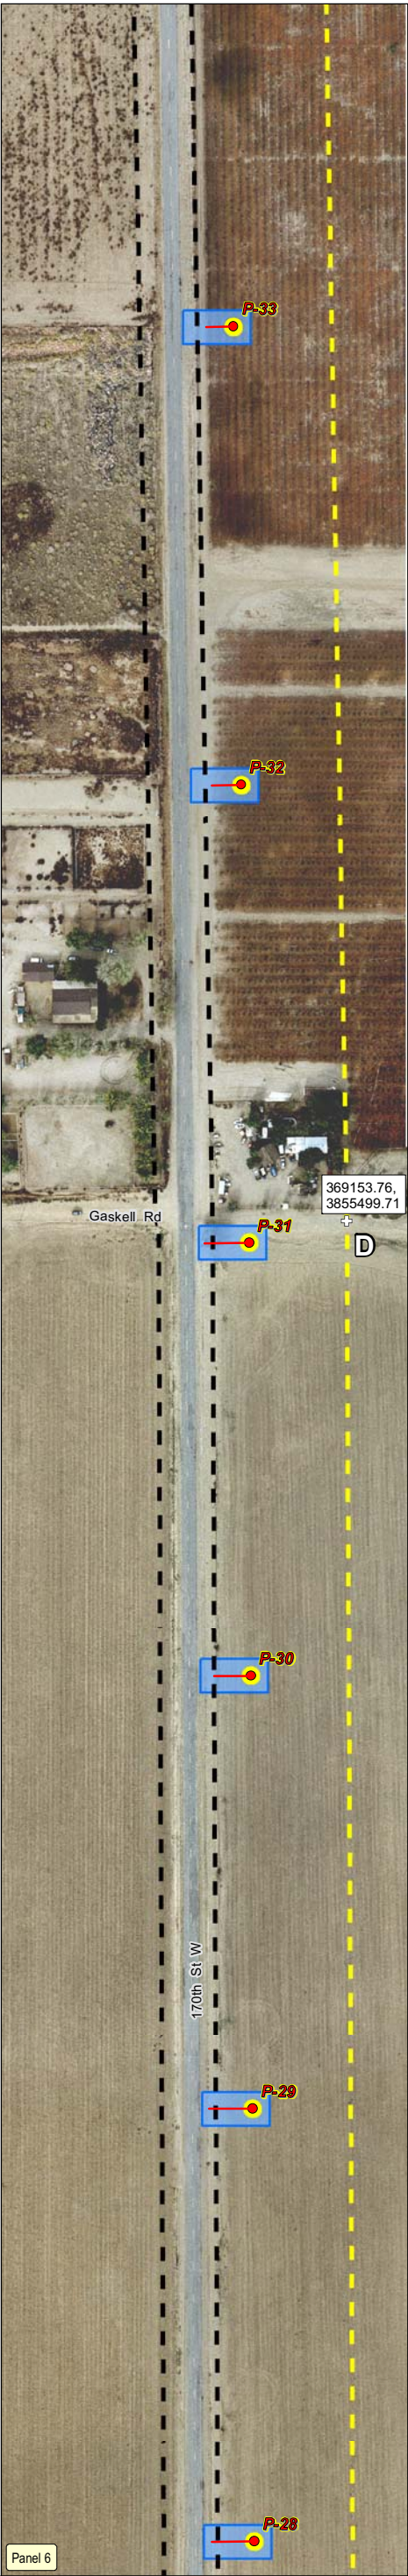 P-33
P-32
369153.76,
3855499.71
Gaskell Rd
P-31
D
P-30
170th St W
P-29
P-28
Panel 6